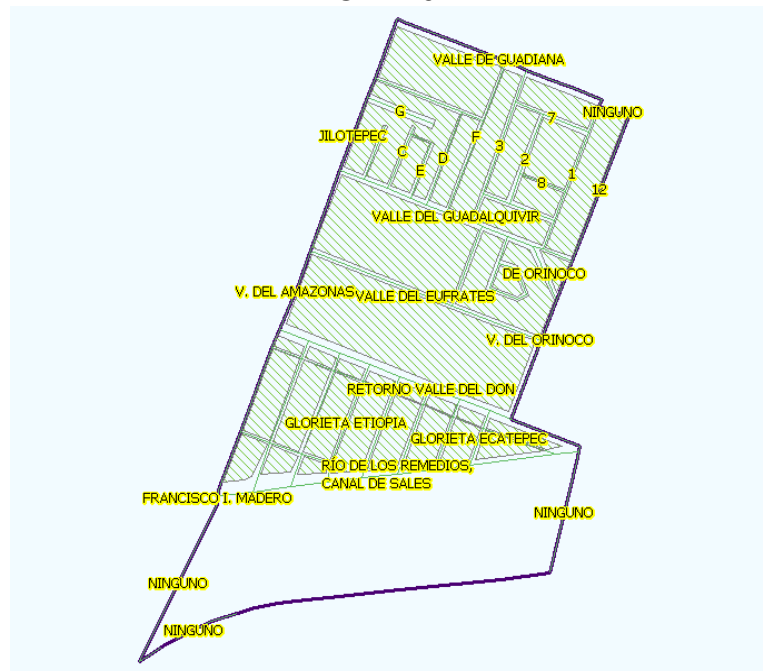 VALLE DE GUADIANA
NINGUNO
G
7
JILOTEPEC
F
3
C
D
2
E
8
1
12
VALLE DEL GUADALQUIVIR
DE ORINOCO
V. DEL AMAZONAS
VALLE DEL EUFRATES
V. DEL ORINOCO
RETORNO VALLE DEL DON
GLORIETA ETIOPIA
GLORIETA ECATEPEC
RÍO DE LOS REMEDIOS,
CANAL DE SALES
FRANCISCO I. MADERO
NINGUNO
NINGUNO
NINGUNO